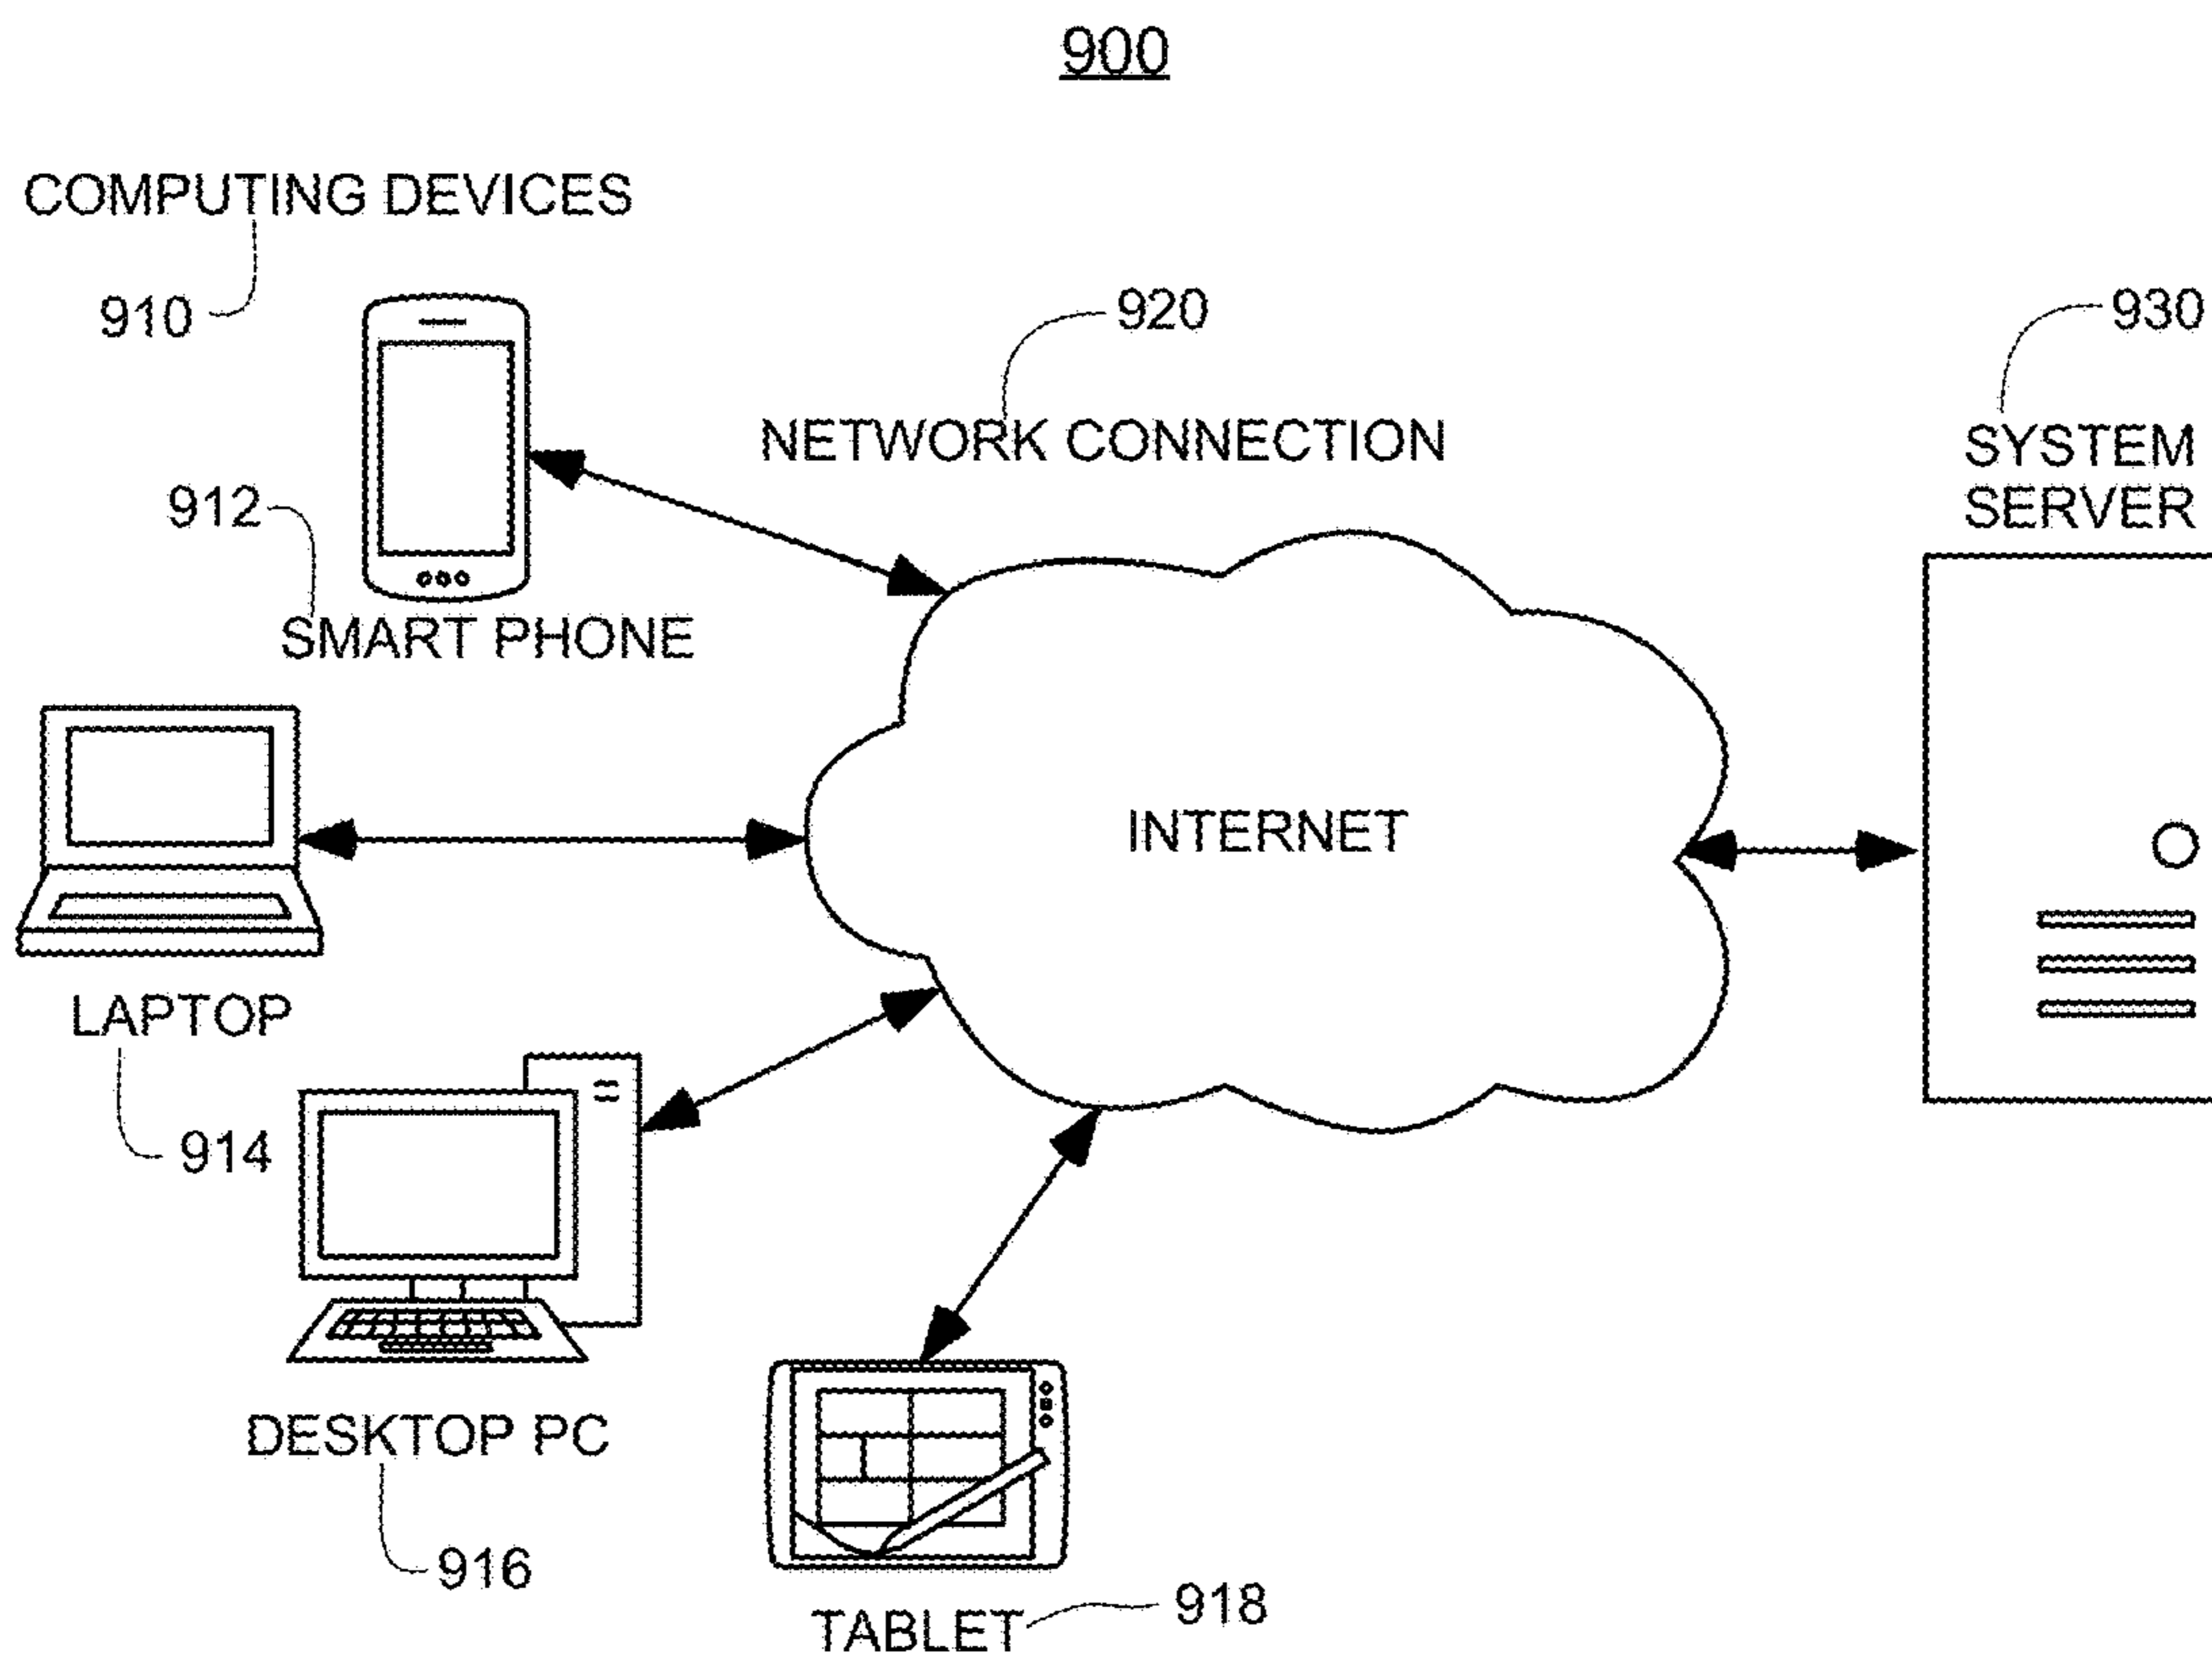 900
COMPUTING DEVICES
910
920
930
NETWORK CONNECTION
SYSTEM
SERVER
912
SMART PHONE
INTERNET
LAPTOP
914
DESKTOP PC
916
918
TABLET